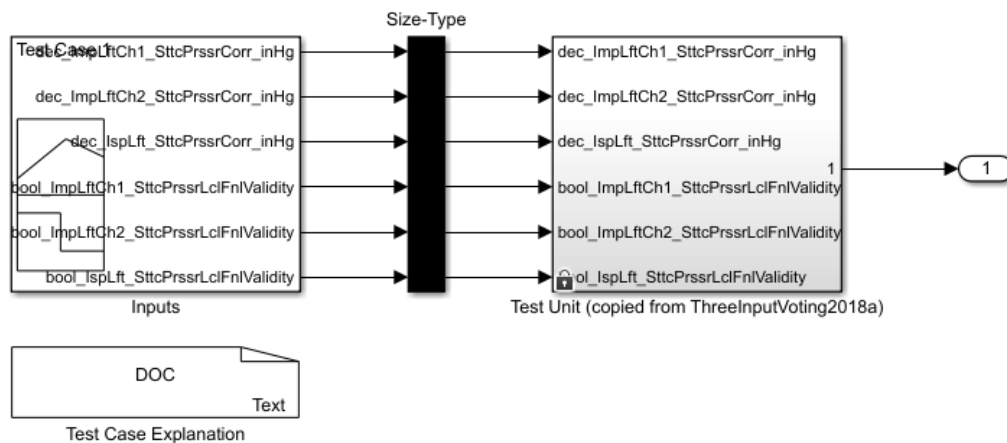 Size-Type
Test Case 1
dec_ImpLftCh1_SttcPrssrCorr_inHg
dec_ImpLftCh2_SttcPrssrCorr_inHg
dec_IspLft_SttcPrssrCorr_inHg
bool_ImpLftCh1_SttcPrssrLclFnlValidity
bool_ImpLftCh2_SttcPrssrLclFnlValidity
bool_IspLft_SttcPrssrLclFnlValidity
Inputs
dec_ImpLftCh1_SttcPrssrCorr_inHg
dec_ImpLftCh2_SttcPrssrCorr_inHg
dec_IspLft_SttcPrssrCorr_inHg
bool_ImpLftCh1_SttcPrssrLclFnlValidity
bool_ImpLftCh2_SttcPrssrLclFnlValidity
bool_IspLft_SttcPrssrLclFnlValidity
1
1
Test Unit (copied from ThreeInputVoting2018a)
DOC
Text
Test Case Explanation